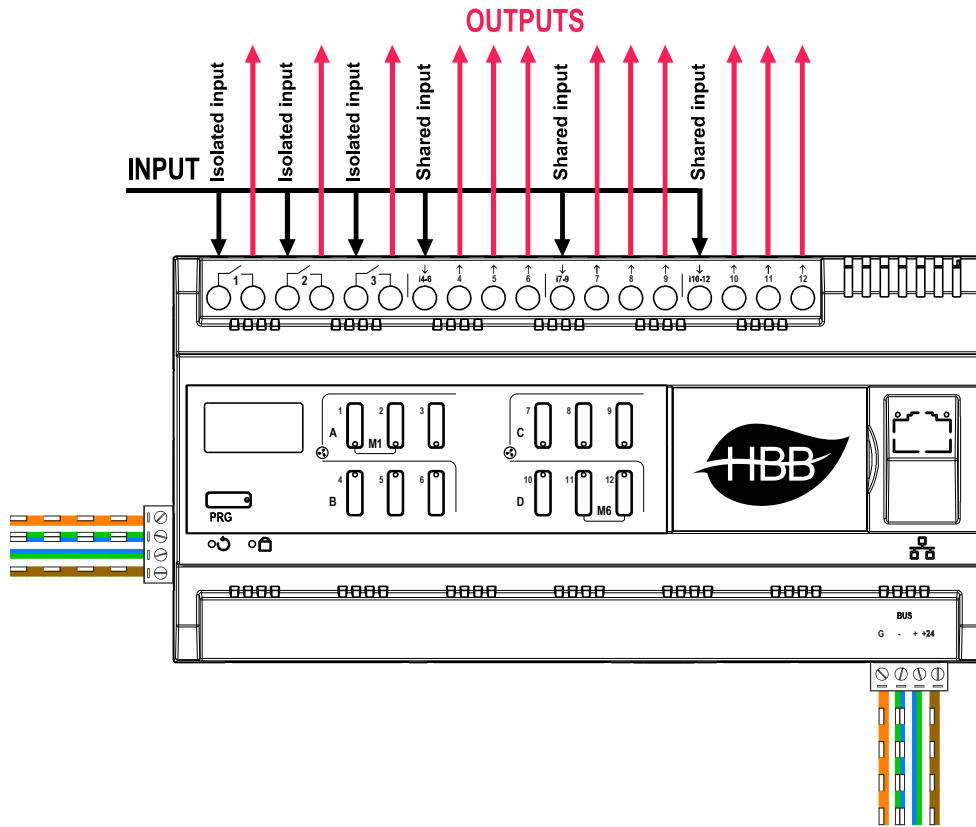 OUTPUTS
Isolated input
Isolated input
Isolated input
Shared input
Shared input
Shared input
INPUT
1 2 3 i4-6 4 5 6 i7-9 7 8 9 i10-12 10 11 12
1 2 3 7 8 9
A M1 C
4 5 6 10 11 12
B D M6
HBB
PRG
BUS
G - + +24